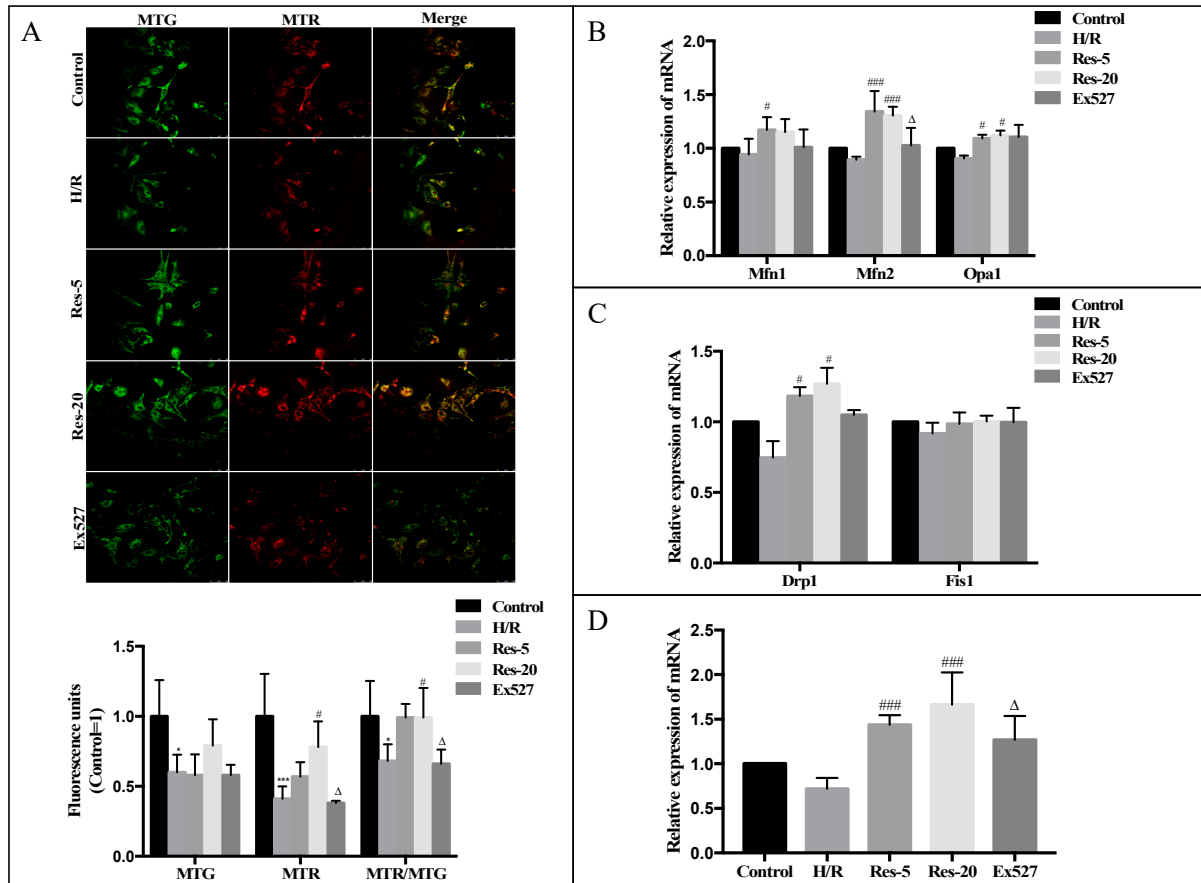 A
MTG MTR Merge
Control
H/R
Res-5
Res-20
Ex527
Control
H/R
Res-5
Res-20
Ex527
Fluorescence units
(Control=1)
1.5
1.0
0.5
0.0
*
***
#
*
#
Δ
Δ
MTG MTR MTR/MTG
B
Control
H/R
Res-5
Res-20
Ex527
Relative expression of mRNA
2.0
1.5
1.0
0.5
0.0
#
###
###
Δ
#
#
Mfn1 Mfn2 Opa1
C
Control
H/R
Res-5
Res-20
Ex527
Relative expression of mRNA
1.5
1.0
0.5
0.0
#
#
Drp1 Fis1
D
Relative expression of mRNA
2.5
2.0
1.5
1.0
0.5
0.0
###
###
Δ
Control H/R Res-5 Res-20 Ex527